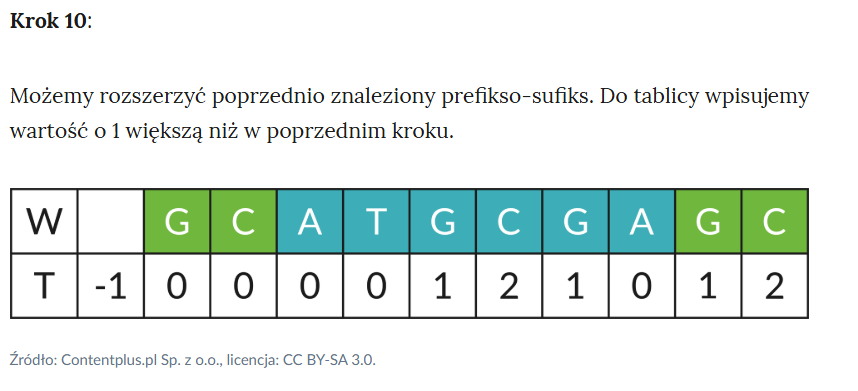 Krok 10:
Możemy rozszerzyć poprzednio znaleziony prefikso-sufiks. Do tablicy wpisujemy
wartość o 1 większą niż w poprzednim kroku.
W G C A T G C G A G C
T -1 0 0 0 0 1 2 1 0 1 2
Źródło: Contentplus.pl Sp. z o.o., licencja: CC BY-SA 3.0.